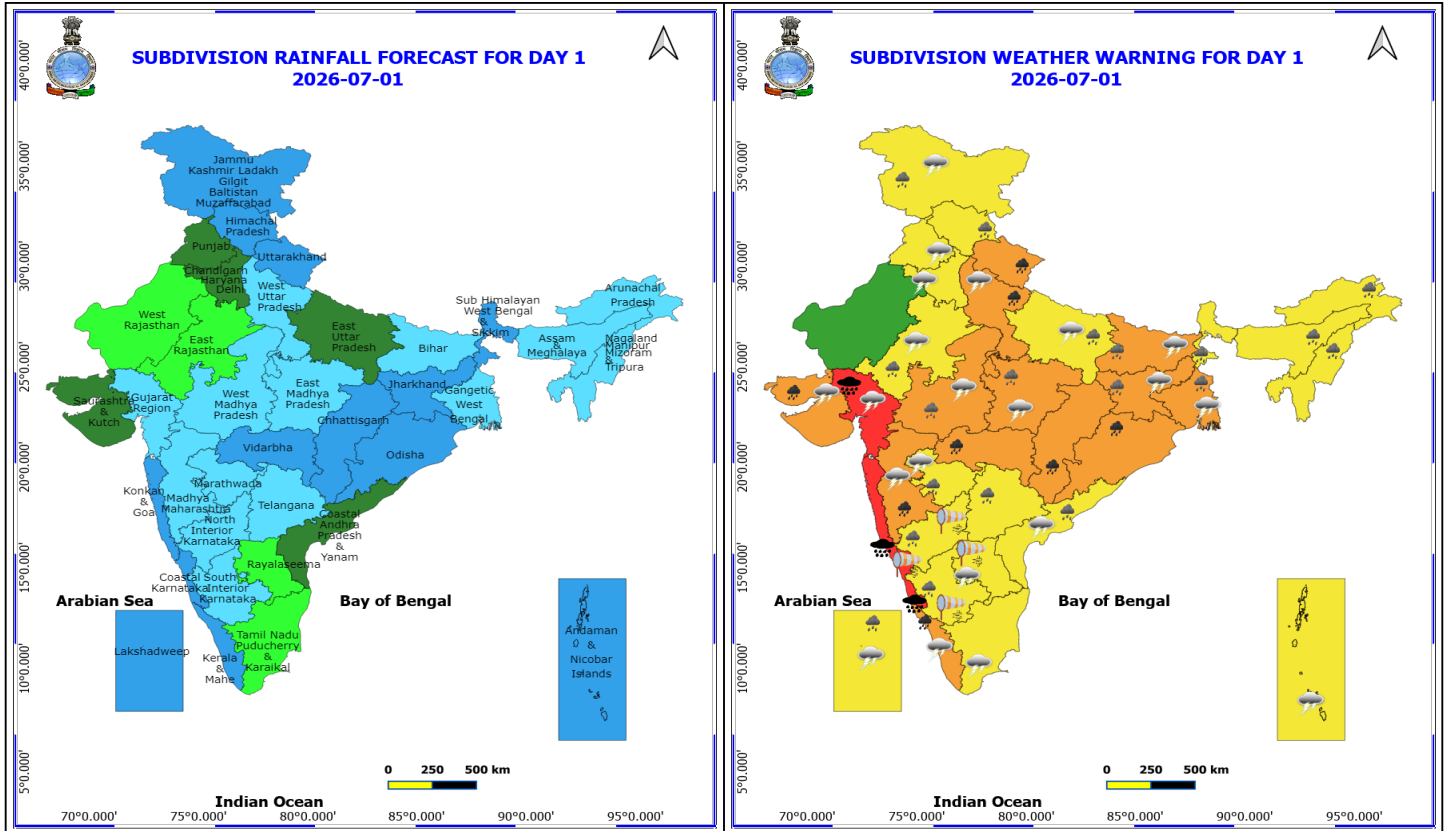 SUBDIVISION RAINFALL FORECAST FOR DAY 1
2026-07-01
40°0.000'
35°0.000'
30°0.000'
25°0.000'
20°0.000'
15°0.000'
10°0.000'
5°0.000'
Jammu
Kashmir Ladakh
Gilgit
Baltistan
Muzaffarabad
Himachal
Pradesh
Punjab
Uttarakhand
Chandigarh
Haryana
Delhi
West
Uttar
Pradesh
West
Rajasthan
East
Rajasthan
East
Uttar
Pradesh
Bihar
Sub Himalayan
West Bengal
&
Sikkim
Arunachal
Pradesh
Assam
&
Meghalaya
Nagaland
Manipur
Mizoram
&
Tripura
Saurashtra
&
Kutch
Gujarat
Region
West
Madhya
Pradesh
East
Madhya
Pradesh
Jharkhand
Gangetic
West
Bengal
Chhattisgarh
Vidarbha
Odisha
Konkan
&
Goa
Marathwada
Madhya
Maharashtra
North
Interior
Karnataka
Telangana
Coastal
Andhra
Pradesh
&
Yanam
Rayalaseema
Coastal
Karnataka
South
Interior
Karnataka
Arabian Sea
Bay of Bengal
Lakshadweep
Kerala
&
Mahe
Tamil Nadu
Puducherry
&
Karaikal
Andaman
&
Nicobar
Islands
0 250 500 km
Indian Ocean
70°0.000' 75°0.000' 80°0.000' 85°0.000' 90°0.000' 95°0.000'
SUBDIVISION WEATHER WARNING FOR DAY 1
2026-07-01
40°0.000'
35°0.000'
30°0.000'
25°0.000'
20°0.000'
15°0.000'
10°0.000'
5°0.000'
Arabian Sea
Bay of Bengal
0 250 500 km
Indian Ocean
70°0.000' 75°0.000' 80°0.000' 85°0.000' 90°0.000' 95°0.000'